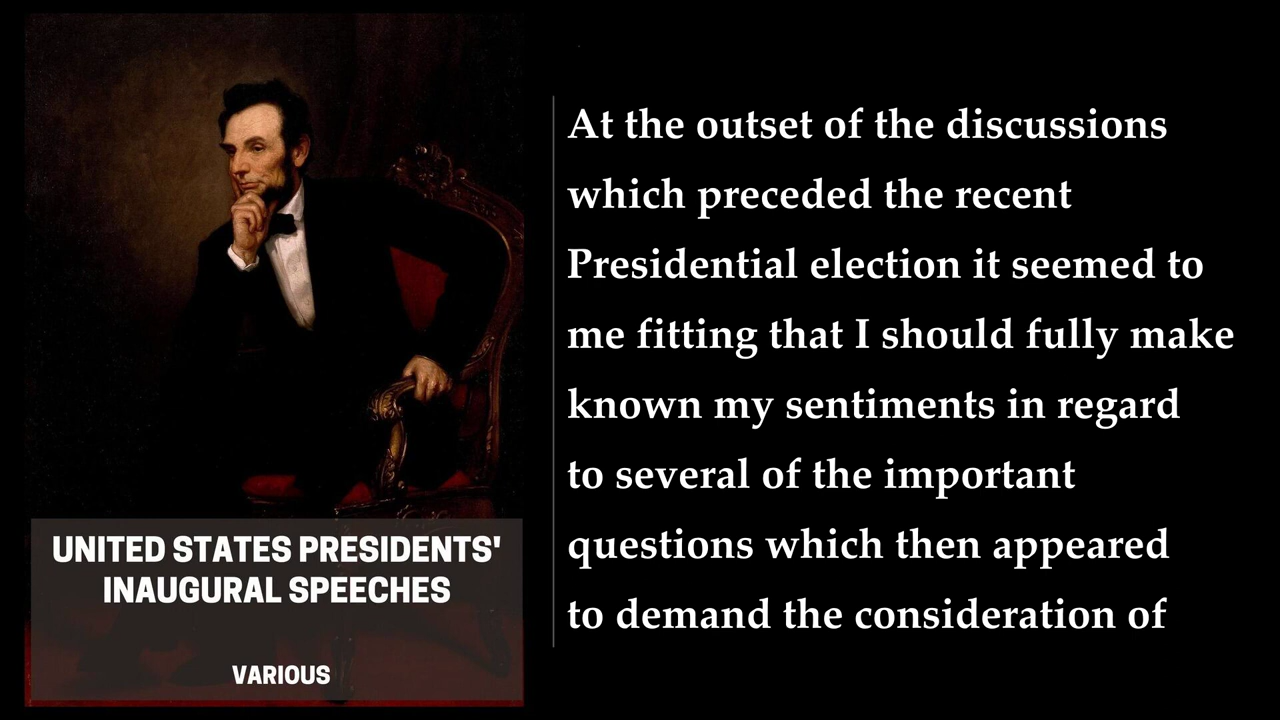 At the outset of the discussions
which preceded the recent
Presidential election it seemed to
me fitting that I should fully make
known my sentiments in regard
to several of the important
questions which then appeared
to demand the consideration of
UNITED STATES PRESIDENTS'
INAUGURAL SPEECHES
VARIOUS